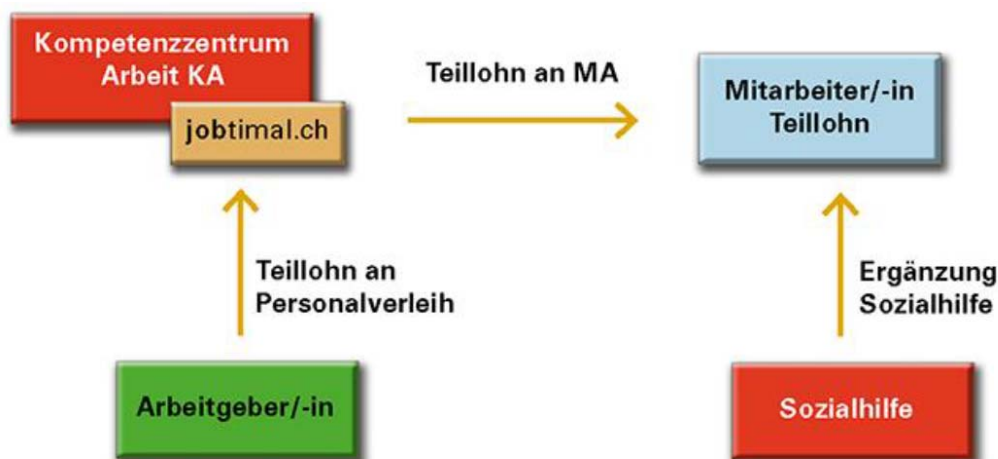 Kompetenzzentrum
Arbeit KA
jobtimal.ch
Teillohn an MA
Mitarbeiter/-in
Teillohn
Teillohn an
Personalverleih
Ergänzung
Sozialhilfe
Arbeitgeber/-in
Sozialhilfe